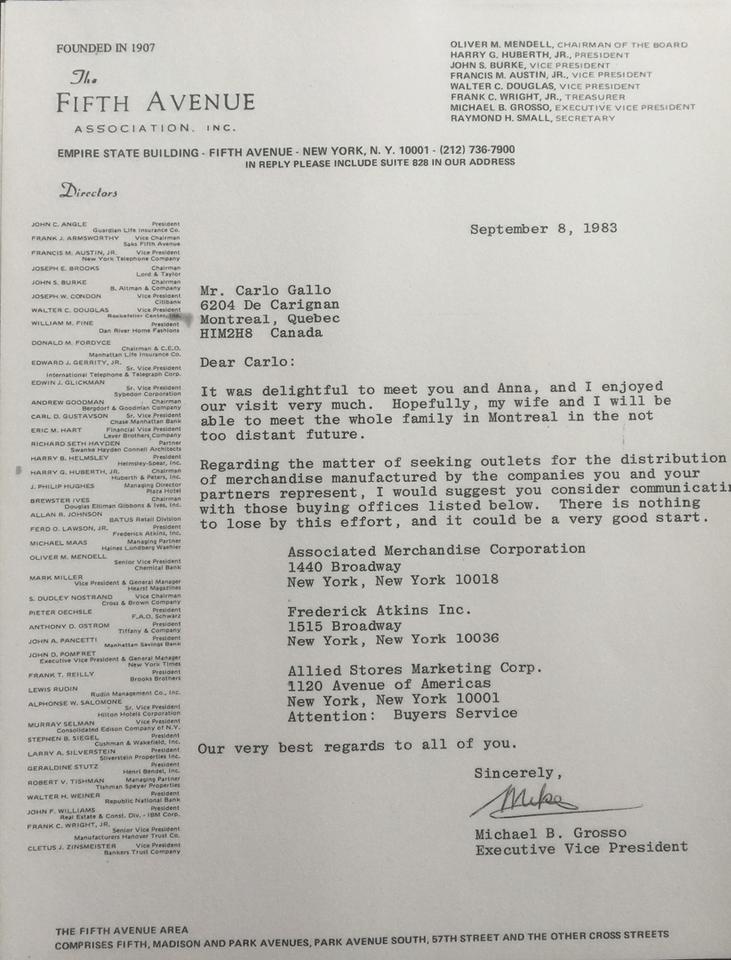 FOUNDED IN 1907
The
FIFTH AVENUE
ASSOCIATION, INC.
OLIVER M. MENDELL, CHAIRMAN OF THE BOARD
HARRY G. HUBERTH, JR., PRESIDENT
JOHN S. BURKE, VICE PRESIDENT
FRANCIS M. AUSTIN, JR., VICE PRESIDENT
WALTER C. DOUGLAS, VICE PRESIDENT
FRANK C. WRIGHT, JR., TREASURER
MICHAEL B. GROSSO, EXECUTIVE VICE PRESIDENT
RAYMOND H. SMALL, SECRETARY
EMPIRE STATE BUILDING - FIFTH AVENUE - NEW YORK, N. Y. 10001 - (212) 736-7900
IN REPLY PLEASE INCLUDE SUITE 828 IN OUR ADDRESS
Directors
JOHN C. ANGLE President
Guardian Life Insurance Co.
FRANK J. ARMSWORTHY Vice Chairman
Saks Fifth Avenue
FRANCIS M. AUSTIN, JR. Vice President
New York Telephone Company
JOSEPH E. BROOKS Chairman
Lord & Taylor
JOHN S. BURKE Chairman
B. Altman & Company
JOSEPH W. CONDON Vice President
Citibank
WALTER C. DOUGLAS Vice President
Rockefeller Center, Inc.
WILLIAM M. FINE President
Dan River Home Fashions
DONALD M. FORDYCE
Chairman & C.E.O.
Manhattan Life Insurance Co.
EDWARD J. GERRITY, JR.
Sr. Vice President
International Telephone & Telegraph Corp.
EDWIN J. GLICKMAN
Sr. Vice President
Sybedon Corporation
ANDREW GOODMAN Chairman
Bergdorf & Goodman Company
CARL D. GUSTAVSON Sr. Vice President
Chase Manhattan Bank
ERIC M. HART Financial Vice President
Lever Brothers Company
RICHARD SETH HAYDEN Partner
Swanke Hayden Connell Architects
HARRY B. HELMSLEY President
Helmsley-Spear, Inc.
HARRY G. HUBERTH, JR. Chairman
Huberth & Peters, Inc.
J. PHILIP HUGHES Managing Director
Plaza Hotel
BREWSTER IVES Chairman
Douglas Elliman Gibbons & Ives, Inc.
ALLAN R. JOHNSON
BATUS Retail Division
FERD O. LAWSON, JR. President
Frederick Atkins, Inc.
MICHAEL MAAS Managing Partner
Haines Lundberg Waehler
OLIVER M. MENDELL
Senior Vice President
Chemical Bank
MARK MILLER
Vice President & General Manager
Hearst Magazines
S. DUDLEY NOSTRAND Vice Chairman
Cross & Brown Company
PIETER OECHSLE President
F.A.O. Schwarz
ANTHONY D. OSTROM President
Tiffany & Company
JOHN A. PANCETTI President
Manhattan Savings Bank
JOHN D. POMFRET
Executive Vice President & General Manager
New York Times
FRANK T. REILLY President
Brooks Brothers
LEWIS RUDIN
Rudin Management Co., Inc.
ALPHONSE W. SALOMONE
Sr. Vice President
Hilton Hotels Corporation
MURRAY SELMAN Vice President
Consolidated Edison Company of N.Y.
STEPHEN B. SIEGEL President
Cushman & Wakefield, Inc.
LARRY A. SILVERSTEIN President
Silverstein Properties Inc.
GERALDINE STUTZ President
Henri Bendel, Inc.
ROBERT V. TISHMAN Managing Partner
Tishman Speyer Properties
WALTER H. WEINER President
Republic National Bank
JOHN F. WILLIAMS
Real Estate & Const. Div. - IBM Corp.
FRANK C. WRIGHT, JR.
Senior Vice President
Manufacturers Hanover Trust Co.
CLETUS J. ZINSMEISTER Vice President
Bankers Trust Company
September 8, 1983
Mr. Carlo Gallo
6204 De Carignan
Montreal, Quebec
HIM2H8 Canada
Dear Carlo:
It was delightful to meet you and Anna, and I enjoyed
our visit very much. Hopefully, my wife and I will be
able to meet the whole family in Montreal in the not
too distant future.
Regarding the matter of seeking outlets for the distribution
of merchandise manufactured by the companies you and your
partners represent, I would suggest you consider communicati
with those buying offices listed below. There is nothing
to lose by this effort, and it could be a very good start.
Associated Merchandise Corporation
1440 Broadway
New York, New York 10018
Frederick Atkins Inc.
1515 Broadway
New York, New York 10036
Allied Stores Marketing Corp.
1120 Avenue of Americas
New York, New York 10001
Attention: Buyers Service
Our very best regards to all of you.
Sincerely,
Mike
Michael B. Grosso
Executive Vice President
THE FIFTH AVENUE AREA
COMPRISES FIFTH, MADISON AND PARK AVENUES, PARK AVENUE SOUTH, 57TH STREET AND THE OTHER CROSS STREETS